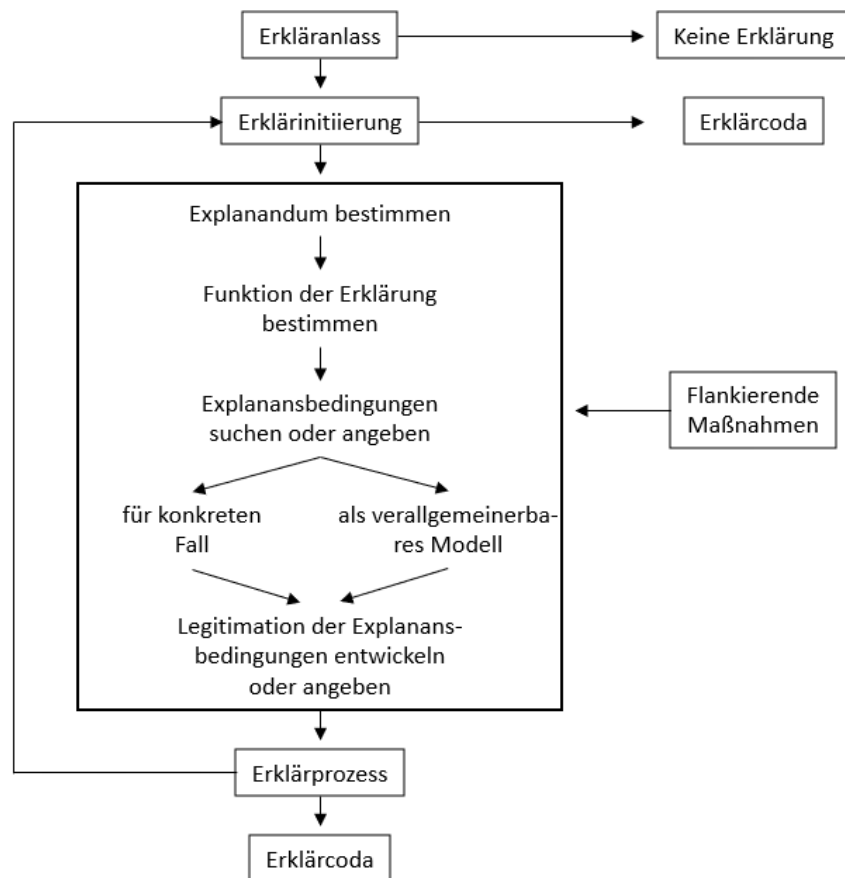 Erkläranlass
Keine Erklärung
Erklärinitiierung
Erklärcoda
Explanandum bestimmen
Funktion der Erklärung
bestimmen
Explanansbedingungen
suchen oder angeben
Flankierende
Maßnahmen
für konkreten
Fall
als verallgemeinerba-
res Modell
Legitimation der Explanans-
bedingungen entwickeln
oder angeben
Erklärprozess
Erklärcoda